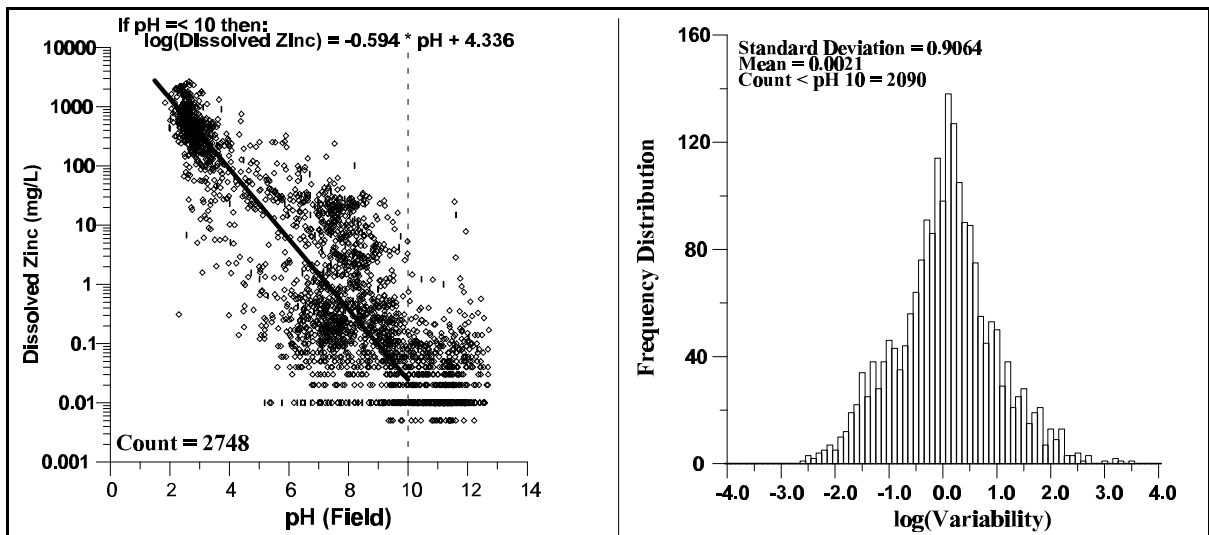 If pH =< 10 then:
log(Dissolved Zinc) = -0.594 * pH + 4.336
10000
1000
100
10
1
0.1
0.01
0.001
Dissolved Zinc (mg/L)
Count = 2748
0 2 4 6 8 10 12 14
pH (Field)
160
120
80
40
0
Frequency Distribution
Standard Deviation = 0.9064
Mean = 0.0021
Count < pH 10 = 2090
-4.0 -3.0 -2.0 -1.0 0.0 1.0 2.0 3.0 4.0
log(Variability)